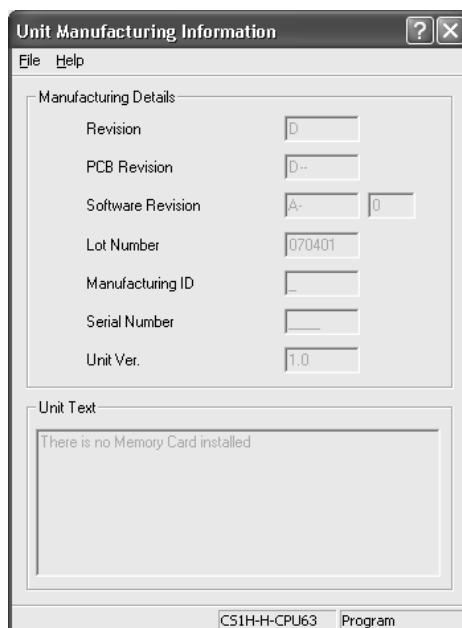 Unit Manufacturing Information
File Help
Manufacturing Details
Revision D
PCB Revision D--
Software Revision A- 0
Lot Number 070401
Manufacturing ID _
Serial Number ____
Unit Ver. 1.0
Unit Text
There is no Memory Card installed
CS1H-H-CPU63 Program